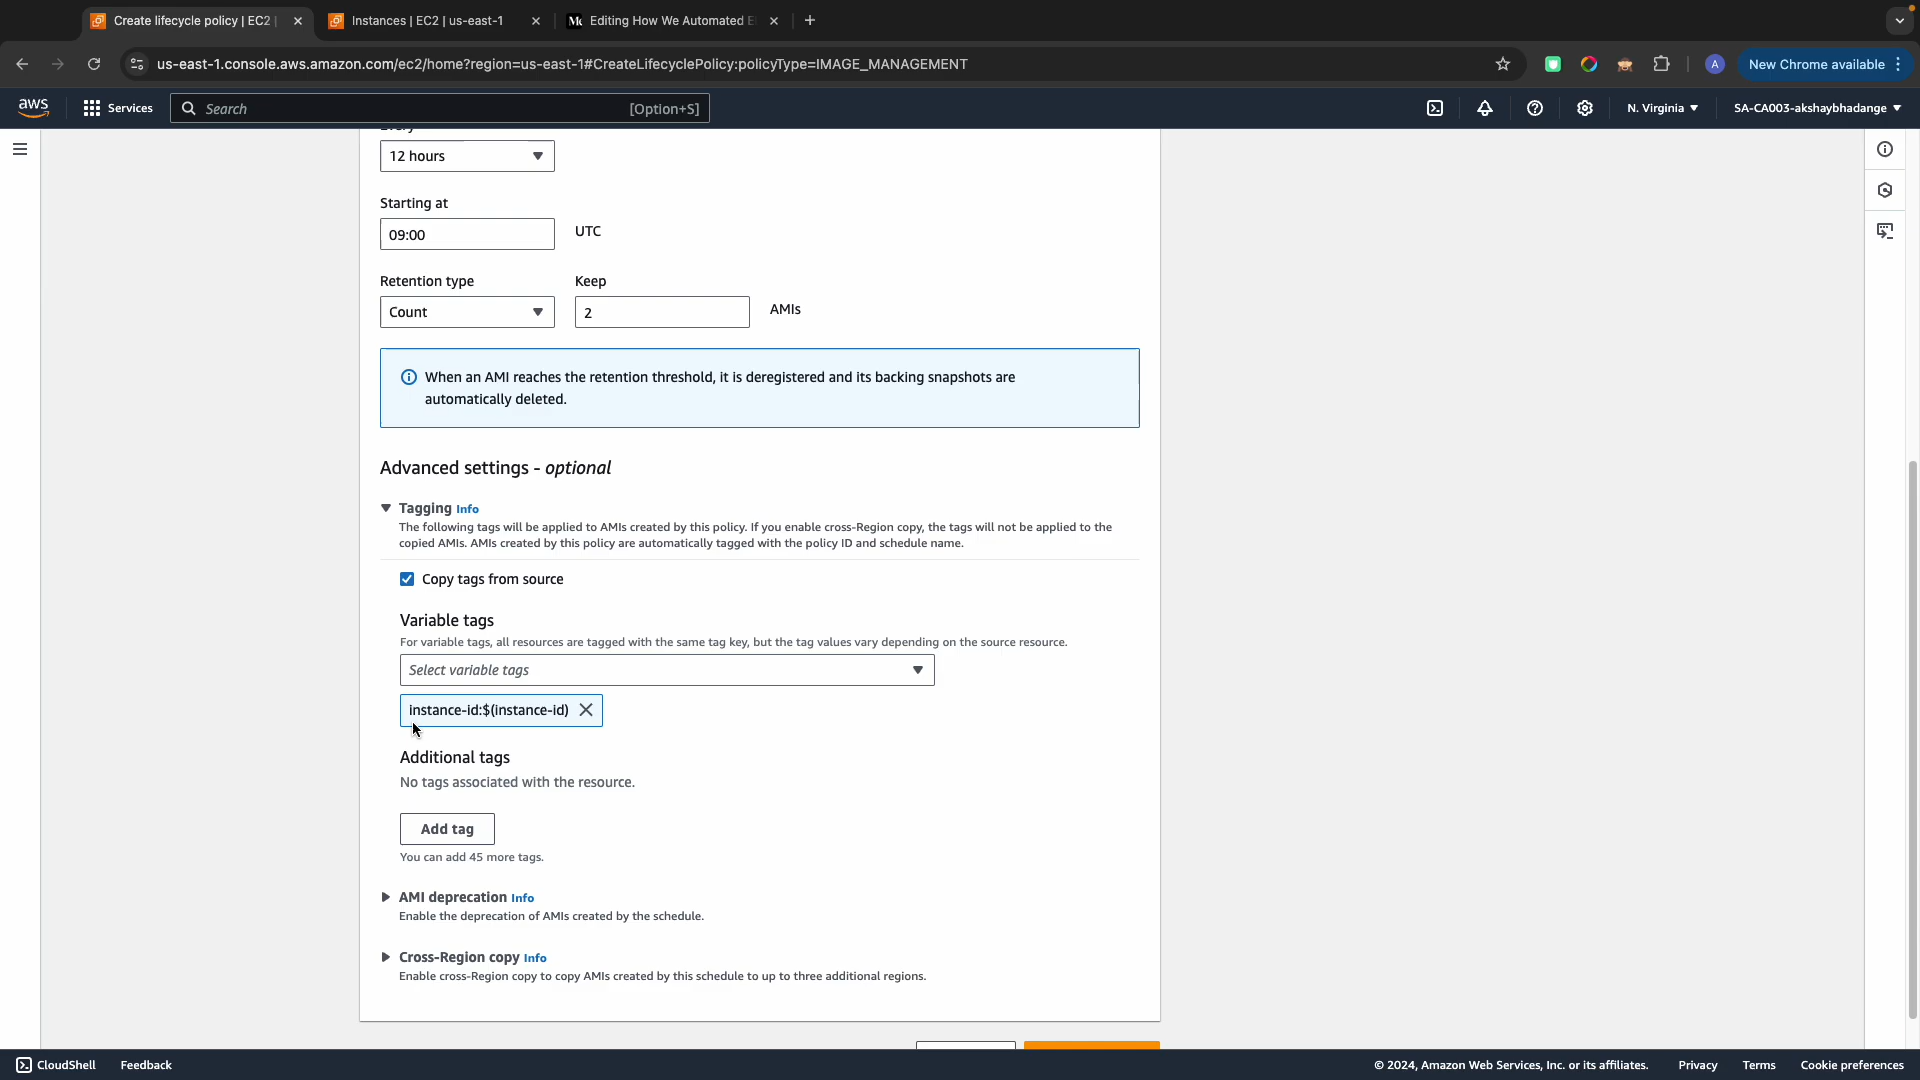 Create lifecycle policy | EC2 |
Instances | EC2 | us-east-1
Editing How We Automated E
us-east-1.console.aws.amazon.com/ec2/home?region=us-east-1#CreateLifecyclePolicy:policyType=IMAGE_MANAGEMENT
A
New Chrome available
aws
Services
Search
[Option+S]
N. Virginia
SA-CA003-akshaybhadange
Every
12 hours
Starting at
09:00
UTC
Retention type
Keep
Count
2
AMIs
When an AMI reaches the retention threshold, it is deregistered and its backing snapshots are
automatically deleted.
Advanced settings - optional
Tagging Info
The following tags will be applied to AMIs created by this policy. If you enable cross-Region copy, the tags will not be applied to the
copied AMIs. AMIs created by this policy are automatically tagged with the policy ID and schedule name.
Copy tags from source
Variable tags
For variable tags, all resources are tagged with the same tag key, but the tag values vary depending on the source resource.
Select variable tags
instance-id:$(instance-id)
Additional tags
No tags associated with the resource.
Add tag
You can add 45 more tags.
AMI deprecation Info
Enable the deprecation of AMIs created by the schedule.
Cross-Region copy Info
Enable cross-Region copy to copy AMIs created by this schedule to up to three additional regions.
CloudShell
Feedback
© 2024, Amazon Web Services, Inc. or its affiliates.
Privacy
Terms
Cookie preferences